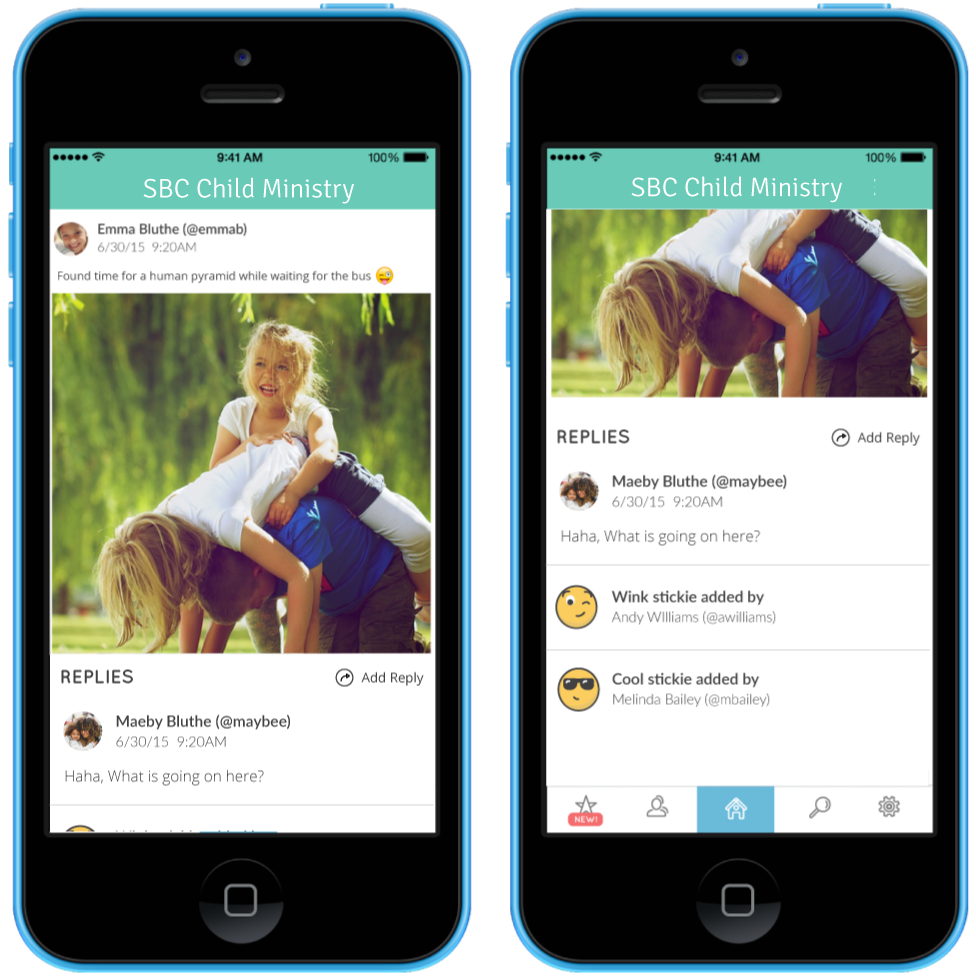 9:41 AM
100%
SBC Child Ministry
Emma Bluthe (@emmab)
6/30/15 9:20AM
Found time for a human pyramid while waiting for the bus
REPLIES
Add Reply
Maeby Bluthe (@maybee)
6/30/15 9:20AM
Haha, What is going on here?
9:41 AM
100%
SBC Child Ministry
REPLIES
Add Reply
Maeby Bluthe (@maybee)
6/30/15 9:20AM
Haha, What is going on here?
Wink stickie added by
Andy WIlliams (@awilliams)
Cool stickie added by
Melinda Bailey (@mbailey)
NEW!